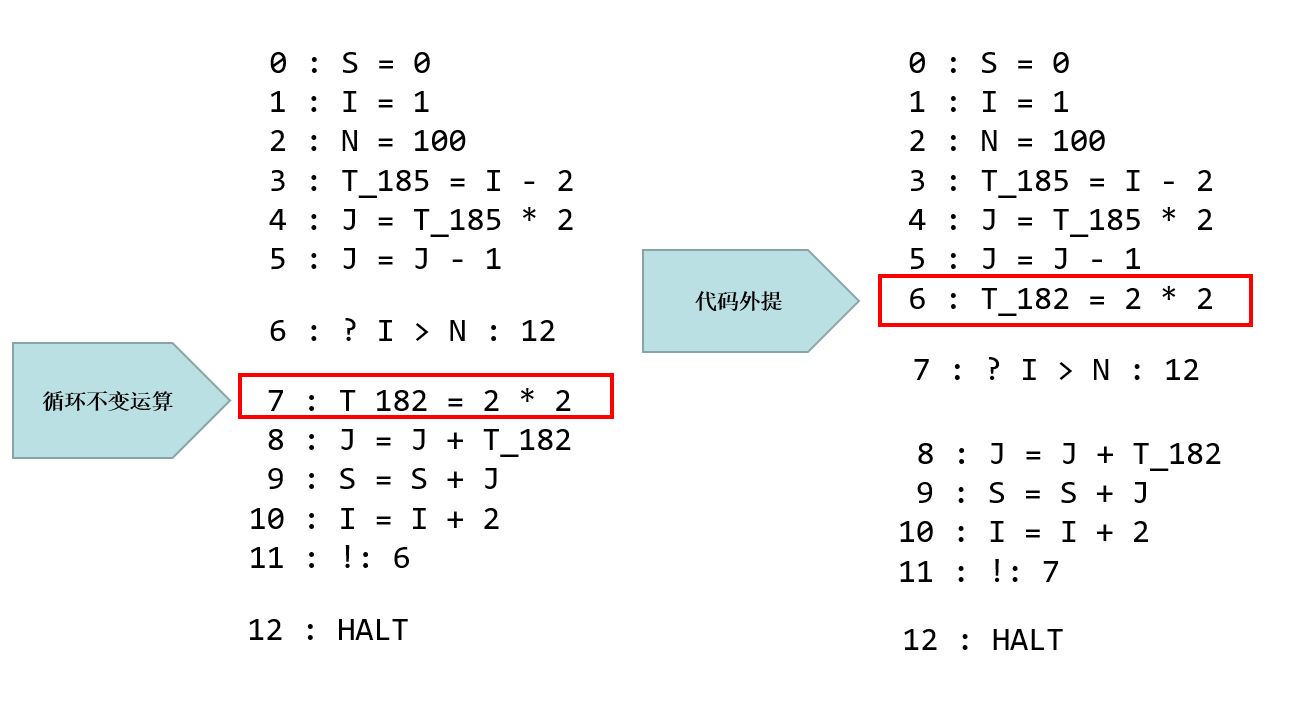 0 : S = 0
1 : I = 1
2 : N = 100
3 : T_185 = I - 2
4 : J = T_185 * 2
5 : J = J - 1
6 : ? I > N : 12
循环不变运算
7 : T 182 = 2 * 2
8 : J = J + T_182
9 : S = S + J
10 : I = I + 2
11 : !: 6
12 : HALT
代码外提
0 : S = 0
1 : I = 1
2 : N = 100
3 : T_185 = I - 2
4 : J = T_185 * 2
5 : J = J - 1
6 : T_182 = 2 * 2
7 : ? I > N : 12
8 : J = J + T_182
9 : S = S + J
10 : I = I + 2
11 : !: 7
12 : HALT